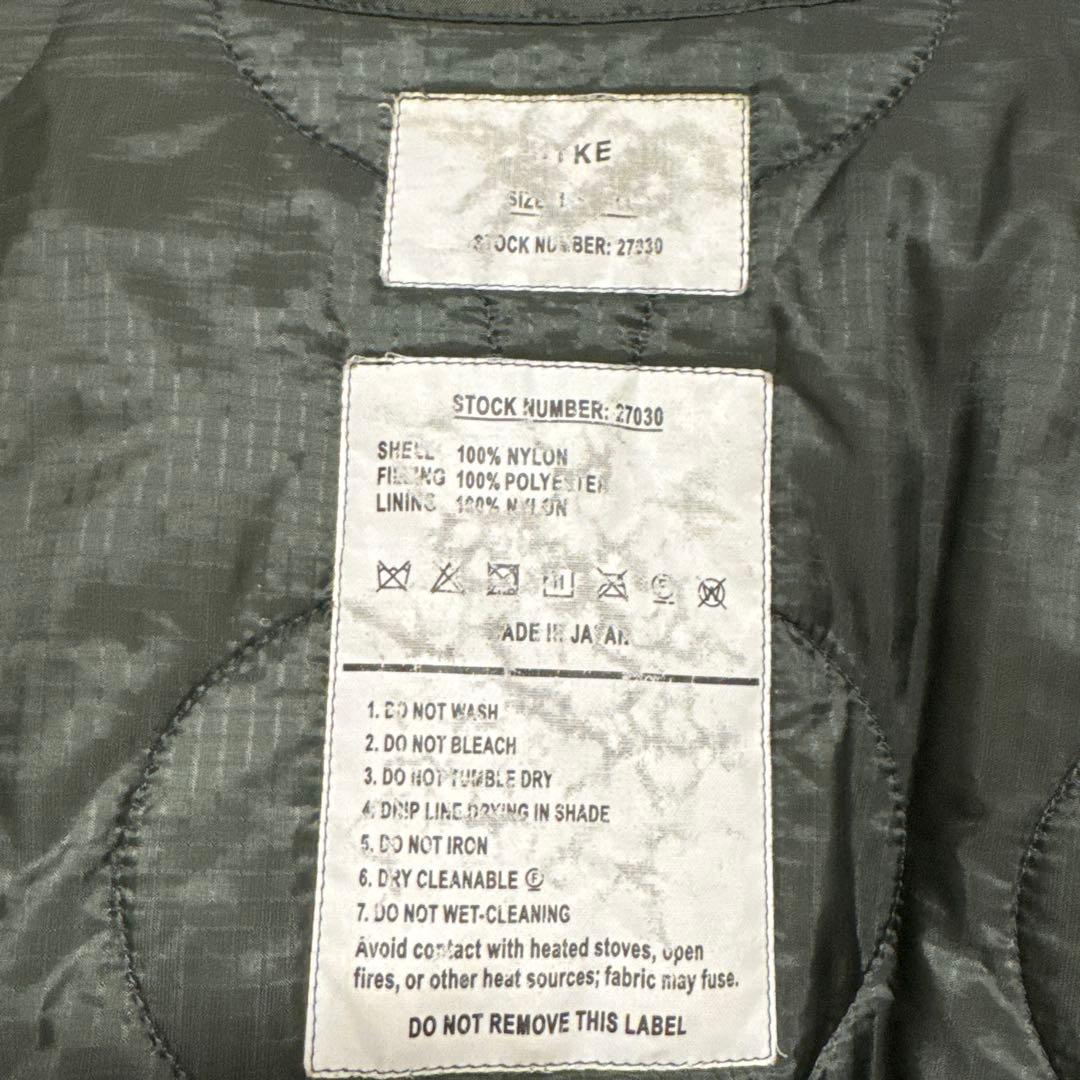 HYKE
SIZE
STOCK NUMBER: 27030
STOCK NUMBER: 27030
SHELL 100% NYLON
FILLING 100% POLYESTER
LINING 100% NYLON
MADE IN JAPAN
1. DO NOT WASH
2. DO NOT BLEACH
3. DO NOT TUMBLE DRY
4. DRIP LINE DRYING IN SHADE
5. DO NOT IRON
6. DRY CLEANABLE Ⓕ
7. DO NOT WET-CLEANING
Avoid contact with heated stoves, open
fires, or other heat sources; fabric may fuse.
DO NOT REMOVE THIS LABEL